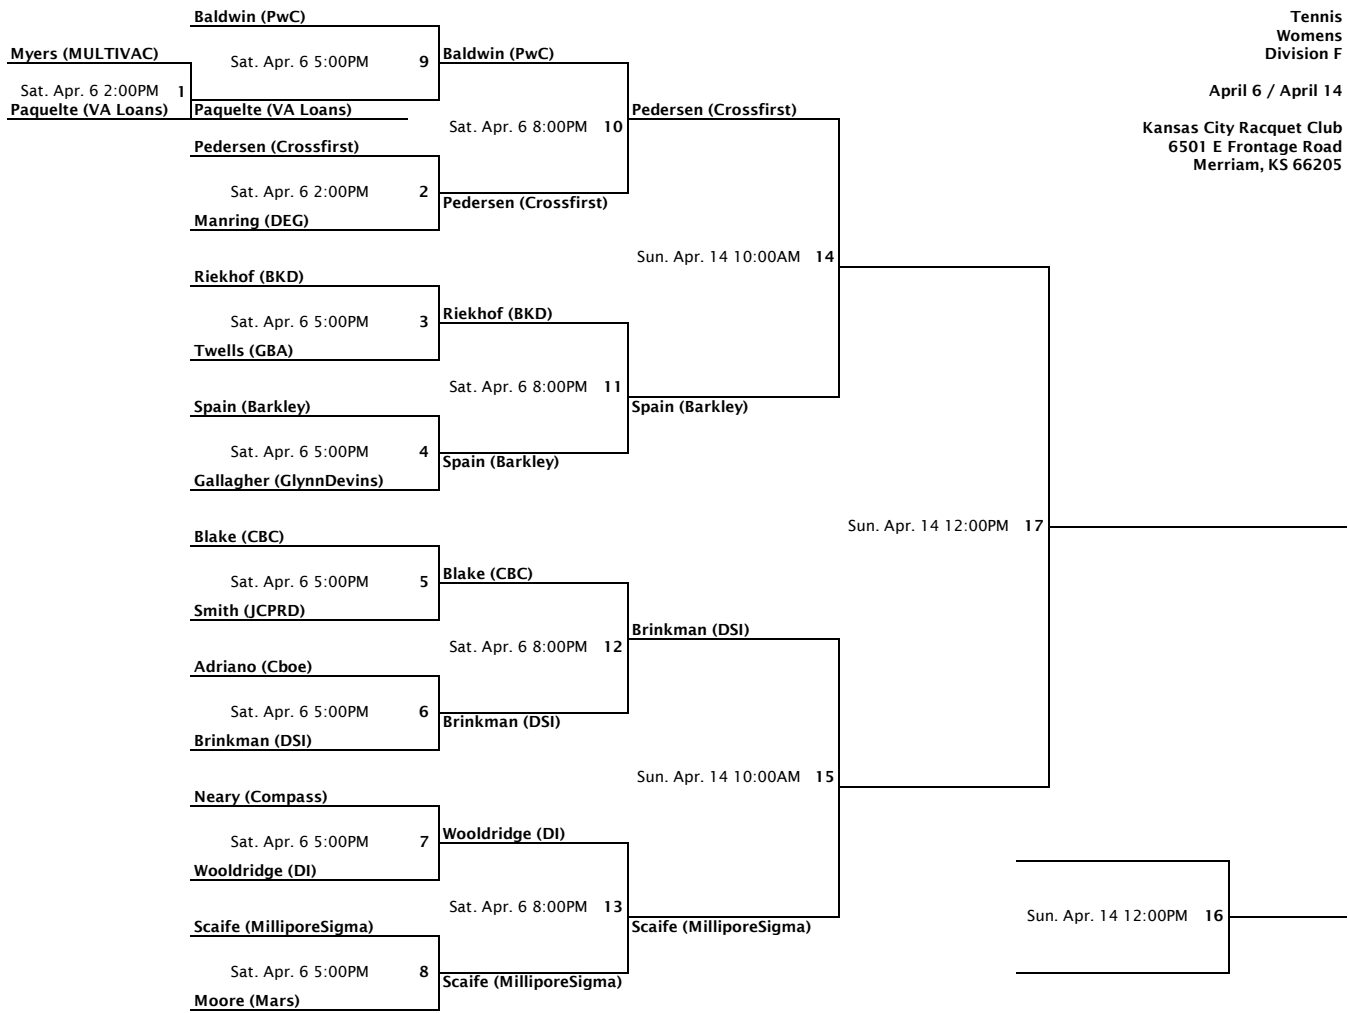 Baldwin (PwC)
Tennis
Womens
Division F
April 6 / April 14
Kansas City Racquet Club
6501 E Frontage Road
Merriam, KS 66205
Myers (MULTIVAC)
Sat. Apr. 6 5:00PM 9
Baldwin (PwC)
Sat. Apr. 6 2:00PM 1
Paquelte (VA Loans)
Paquelte (VA Loans)
Sat. Apr. 6 8:00PM 10
Pedersen (Crossfirst)
Pedersen (Crossfirst)
Sat. Apr. 6 2:00PM 2
Pedersen (Crossfirst)
Manring (DEG)
Sun. Apr. 14 10:00AM 14
Riekhof (BKD)
Sat. Apr. 6 5:00PM 3
Riekhof (BKD)
Twells (GBA)
Sat. Apr. 6 8:00PM 11
Spain (Barkley)
Spain (Barkley)
Sat. Apr. 6 5:00PM 4
Spain (Barkley)
Gallagher (GlynnDevins)
Sun. Apr. 14 12:00PM 17
Blake (CBC)
Sat. Apr. 6 5:00PM 5
Blake (CBC)
Smith (JCPRD)
Sat. Apr. 6 8:00PM 12
Brinkman (DSI)
Adriano (Cboe)
Sat. Apr. 6 5:00PM 6
Brinkman (DSI)
Brinkman (DSI)
Sun. Apr. 14 10:00AM 15
Neary (Compass)
Sat. Apr. 6 5:00PM 7
Wooldridge (DI)
Wooldridge (DI)
Sat. Apr. 6 8:00PM 13
Scaife (MilliporeSigma)
Scaife (MilliporeSigma)
Sat. Apr. 6 5:00PM 8
Scaife (MilliporeSigma)
Moore (Mars)
Sun. Apr. 14 12:00PM 16